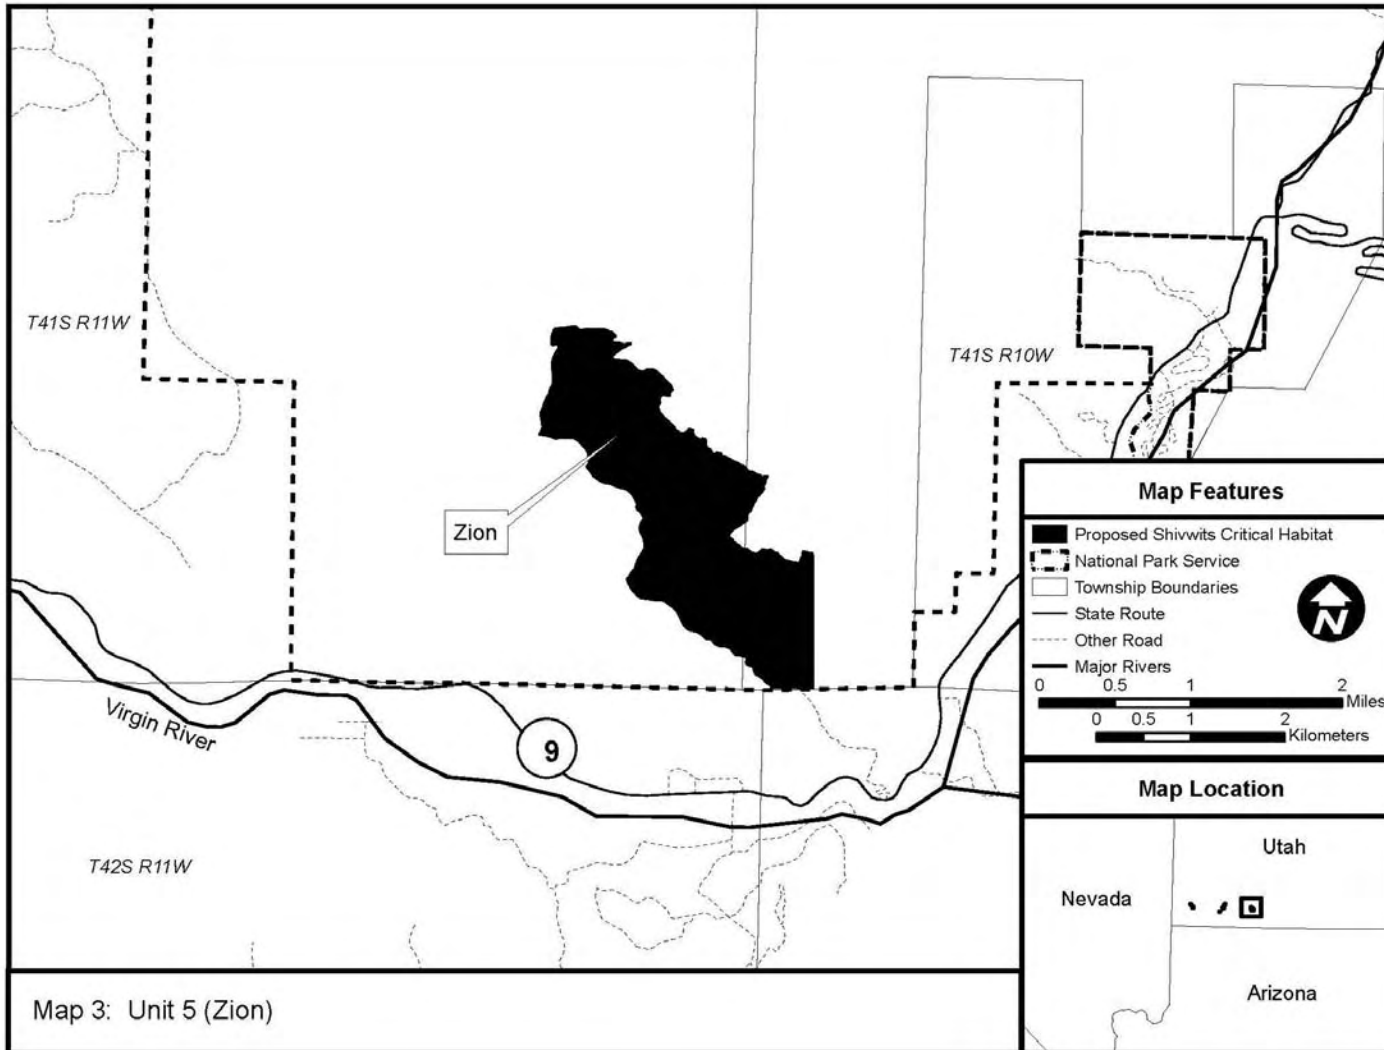 T41S R11W
T41S R10W
Zion
Virgin River
9
T42S R11W
Map Features
Proposed Shivwits Critical Habitat
National Park Service
Township Boundaries
State Route
Other Road
Major Rivers
N
0 0.5 1 2
Miles
0 0.5 1 2
Kilometers
Map Location
Utah
Nevada
Arizona
Map 3: Unit 5 (Zion)